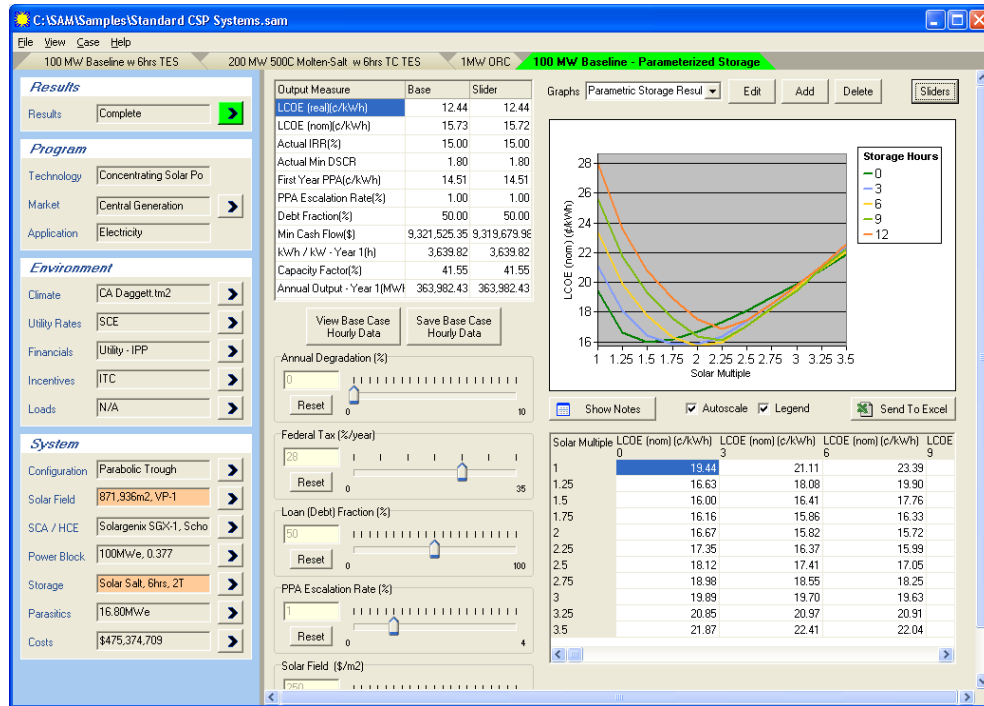 C:\SAM\Samples\Standard CSP Systems.sam
File View Case Help
100 MW Baseline w 6hrs TES
200 MW 500C Molten-Salt w 6hrs TC TES
1MW ORC
100 MW Baseline - Parameterized Storage
Results
Results Complete
Program
Technology Concentrating Solar Po
Market Central Generation
Application Electricity
Environment
Climate CA Daggett.tm2
Utility Rates SCE
Financials Utility - IPP
Incentives ITC
Loads N/A
System
Configuration Parabolic Trough
Solar Field 871,936m2, VP-1
SCA / HCE Solargenix SGX-1, Scho
Power Block 100MWe, 0.377
Storage Solar Salt, 6hrs, 2T
Parasitics 16.80MWe
Costs $475,374,709
Output Measure Base Slider
LCOE (real)(¢/kWh) 12.44 12.44
LCOE (nom)(¢/kWh) 15.73 15.72
Actual IRR(%) 15.00 15.00
Actual Min DSCR 1.80 1.80
First Year PPA(¢/kWh) 14.51 14.51
PPA Escalation Rate(%) 1.00 1.00
Debt Fraction(%) 50.00 50.00
Min Cash Flow($) 9,321,525.35 9,319,679.98
kWh / kW - Year 1(h) 3,639.82 3,639.82
Capacity Factor(%) 41.55 41.55
Annual Output - Year 1(MWH 363,982.43 363,982.43
View Base Case
Hourly Data
Save Base Case
Hourly Data
Annual Degradation (%)
0
Reset 0 10
Federal Tax (%/year)
28
Reset 0 35
Loan (Debt) Fraction (%)
50
Reset 0 100
PPA Escalation Rate (%)
1
Reset 0 4
Solar Field ($/m2)
250
Graphs Parametric Storage Resul Edit Add Delete Sliders
LCOE (nom) (¢/kWh)
28
26
24
22
20
18
16
1 1.25 1.5 1.75 2 2.25 2.5 2.75 3 3.25 3.5
Solar Multiple
Storage Hours
0
3
6
9
12
Show Notes Autoscale Legend Send To Excel
Solar Multiple LCOE (nom) (¢/kWh) LCOE (nom) (¢/kWh) LCOE (nom) (¢/kWh) LCOE
0 3 6 9
1 19.44 21.11 23.39
1.25 16.63 18.08 19.90
1.5 16.00 16.41 17.76
1.75 16.16 15.86 16.33
2 16.67 15.82 15.72
2.25 17.35 16.37 15.99
2.5 18.12 17.41 17.05
2.75 18.98 18.55 18.25
3 19.89 19.70 19.63
3.25 20.85 20.97 20.91
3.5 21.87 22.41 22.04